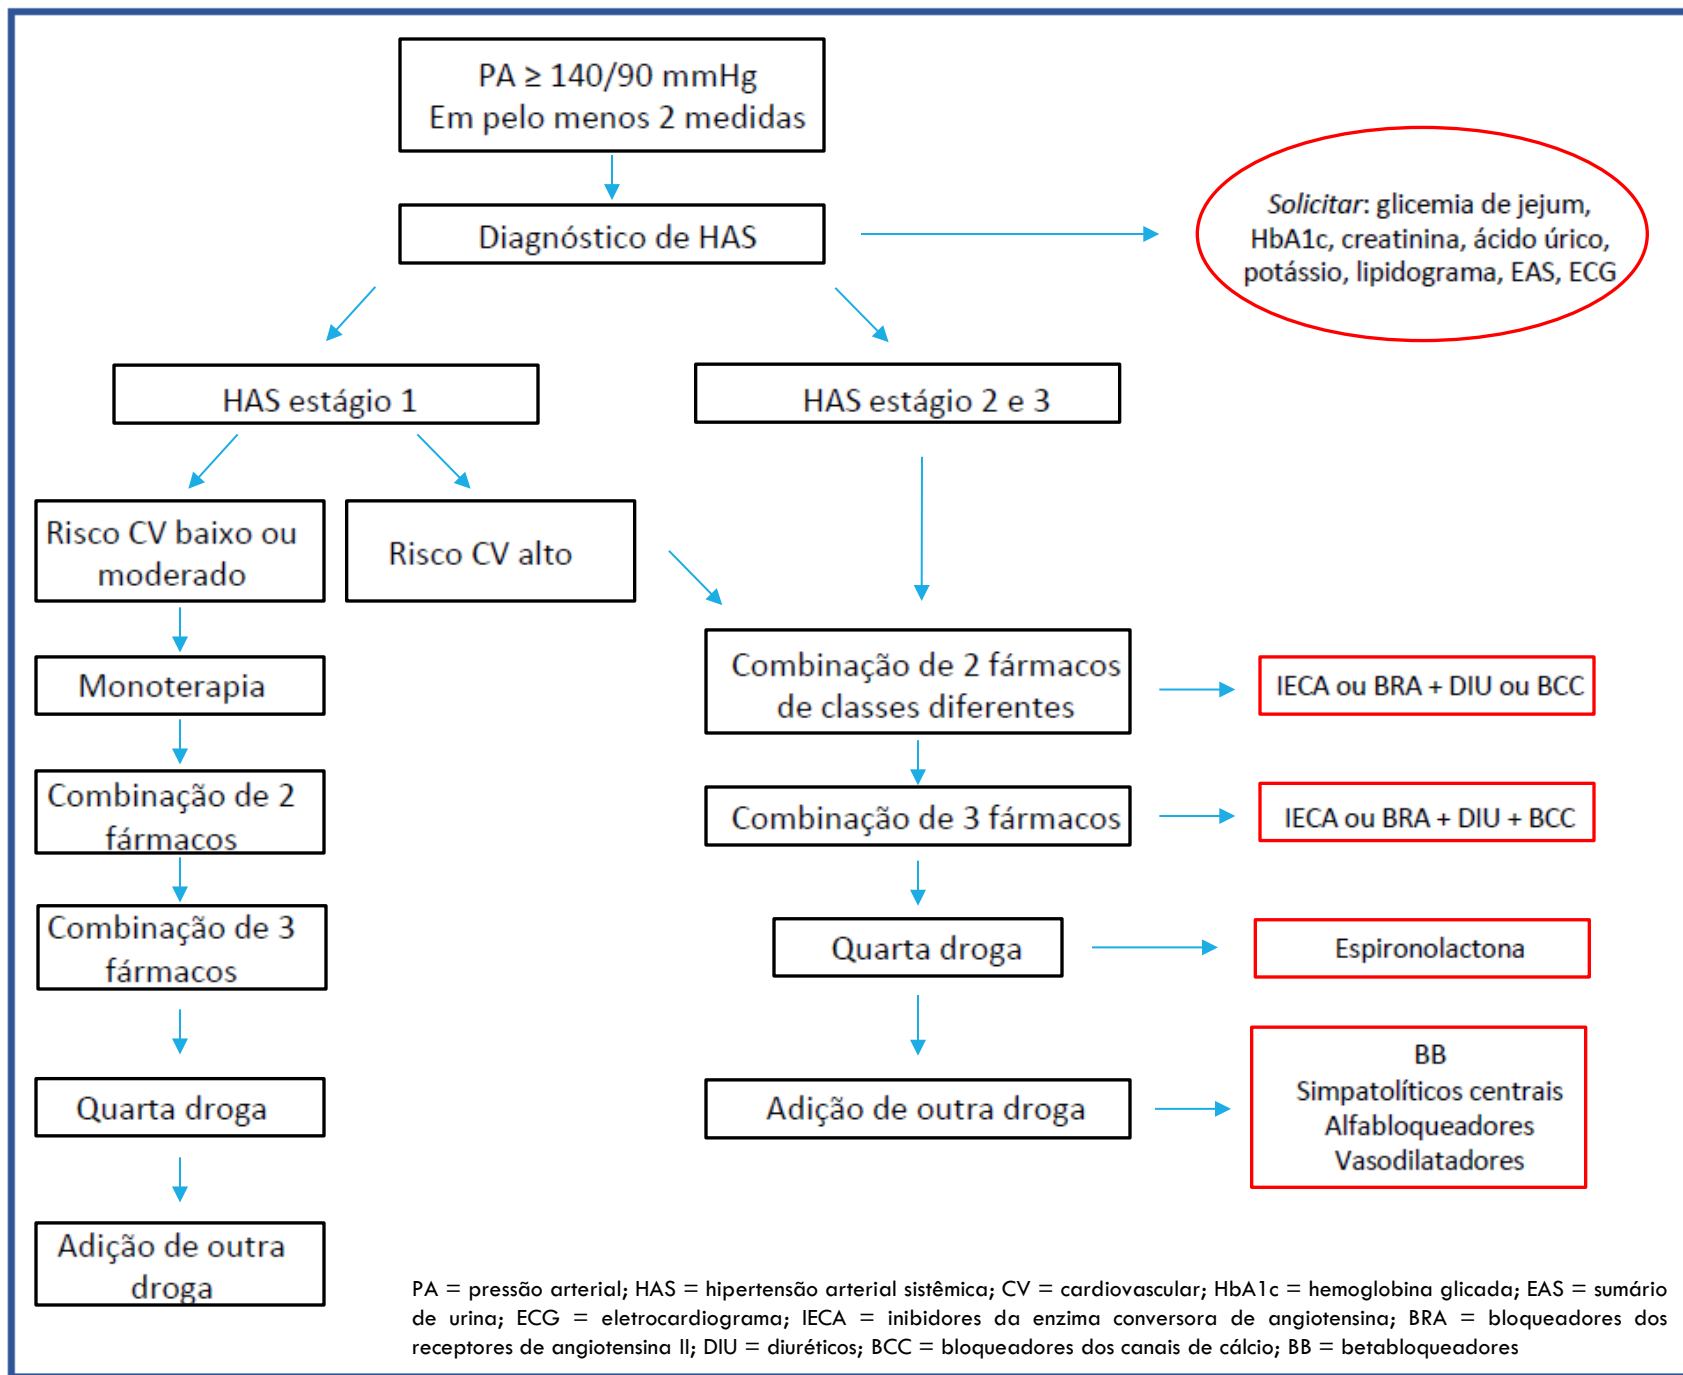 PA ≥ 140/90 mmHg
Em pelo menos 2 medidas
Diagnóstico de HAS
Solicitar: glicemia de jejum,
HbA1c, creatinina, ácido úrico,
potássio, lipidograma, EAS, ECG
HAS estágio 1
HAS estágio 2 e 3
Risco CV baixo ou
moderado
Risco CV alto
Monoterapia
Combinação de 2
fármacos
Combinação de 3
fármacos
Quarta droga
Adição de outra
droga
Combinação de 2 fármacos
de classes diferentes
IECA ou BRA + DIU ou BCC
Combinação de 3 fármacos
IECA ou BRA + DIU + BCC
Quarta droga
Espironolactona
Adição de outra droga
BB
Simpatolíticos centrais
Alfabloqueadores
Vasodilatadores
PA = pressão arterial; HAS = hipertensão arterial sistêmica; CV = cardiovascular; HbA1c = hemoglobina glicada; EAS = sumário
de urina; ECG = eletrocardiograma; IECA = inibidores da enzima conversora de angiotensina; BRA = bloqueadores dos
receptores de angiotensina II; DIU = diuréticos; BCC = bloqueadores dos canais de cálcio; BB = betabloqueadores